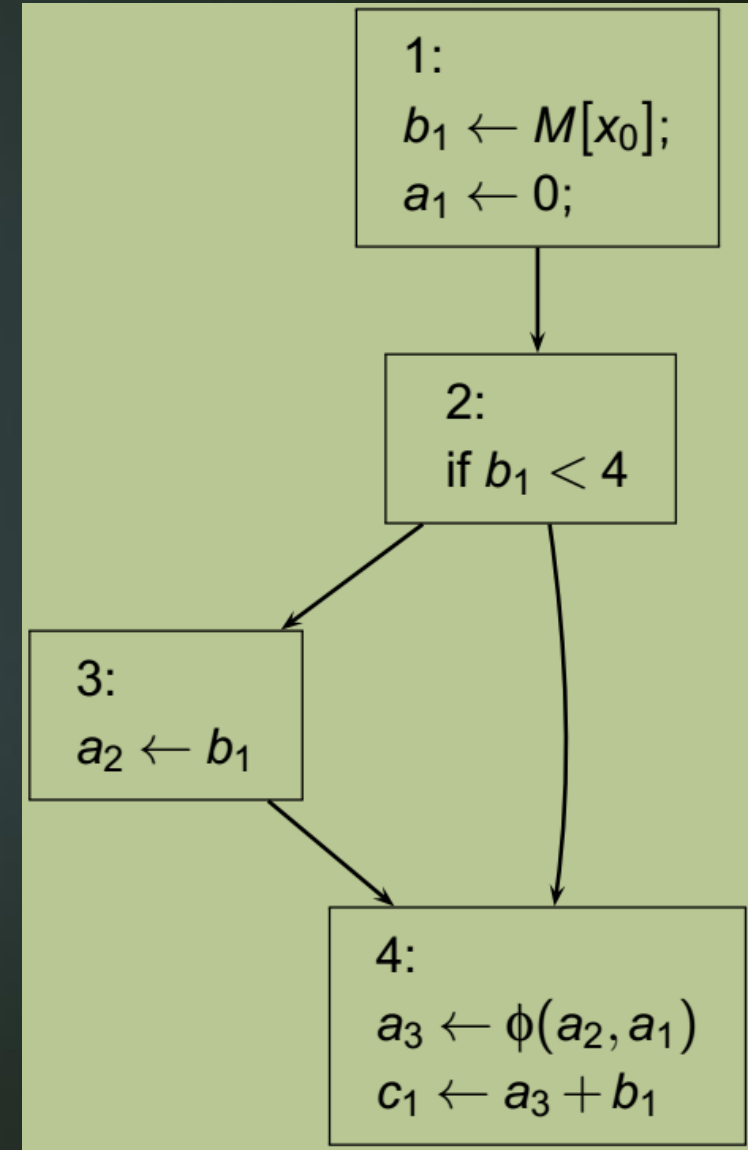 1:
b₁ ← M[x₀];
a₁ ← 0;
2:
if b₁ < 4
3:
a₂ ← b₁
4:
a₃ ← ϕ(a₂, a₁)
c₁ ← a₃ + b₁